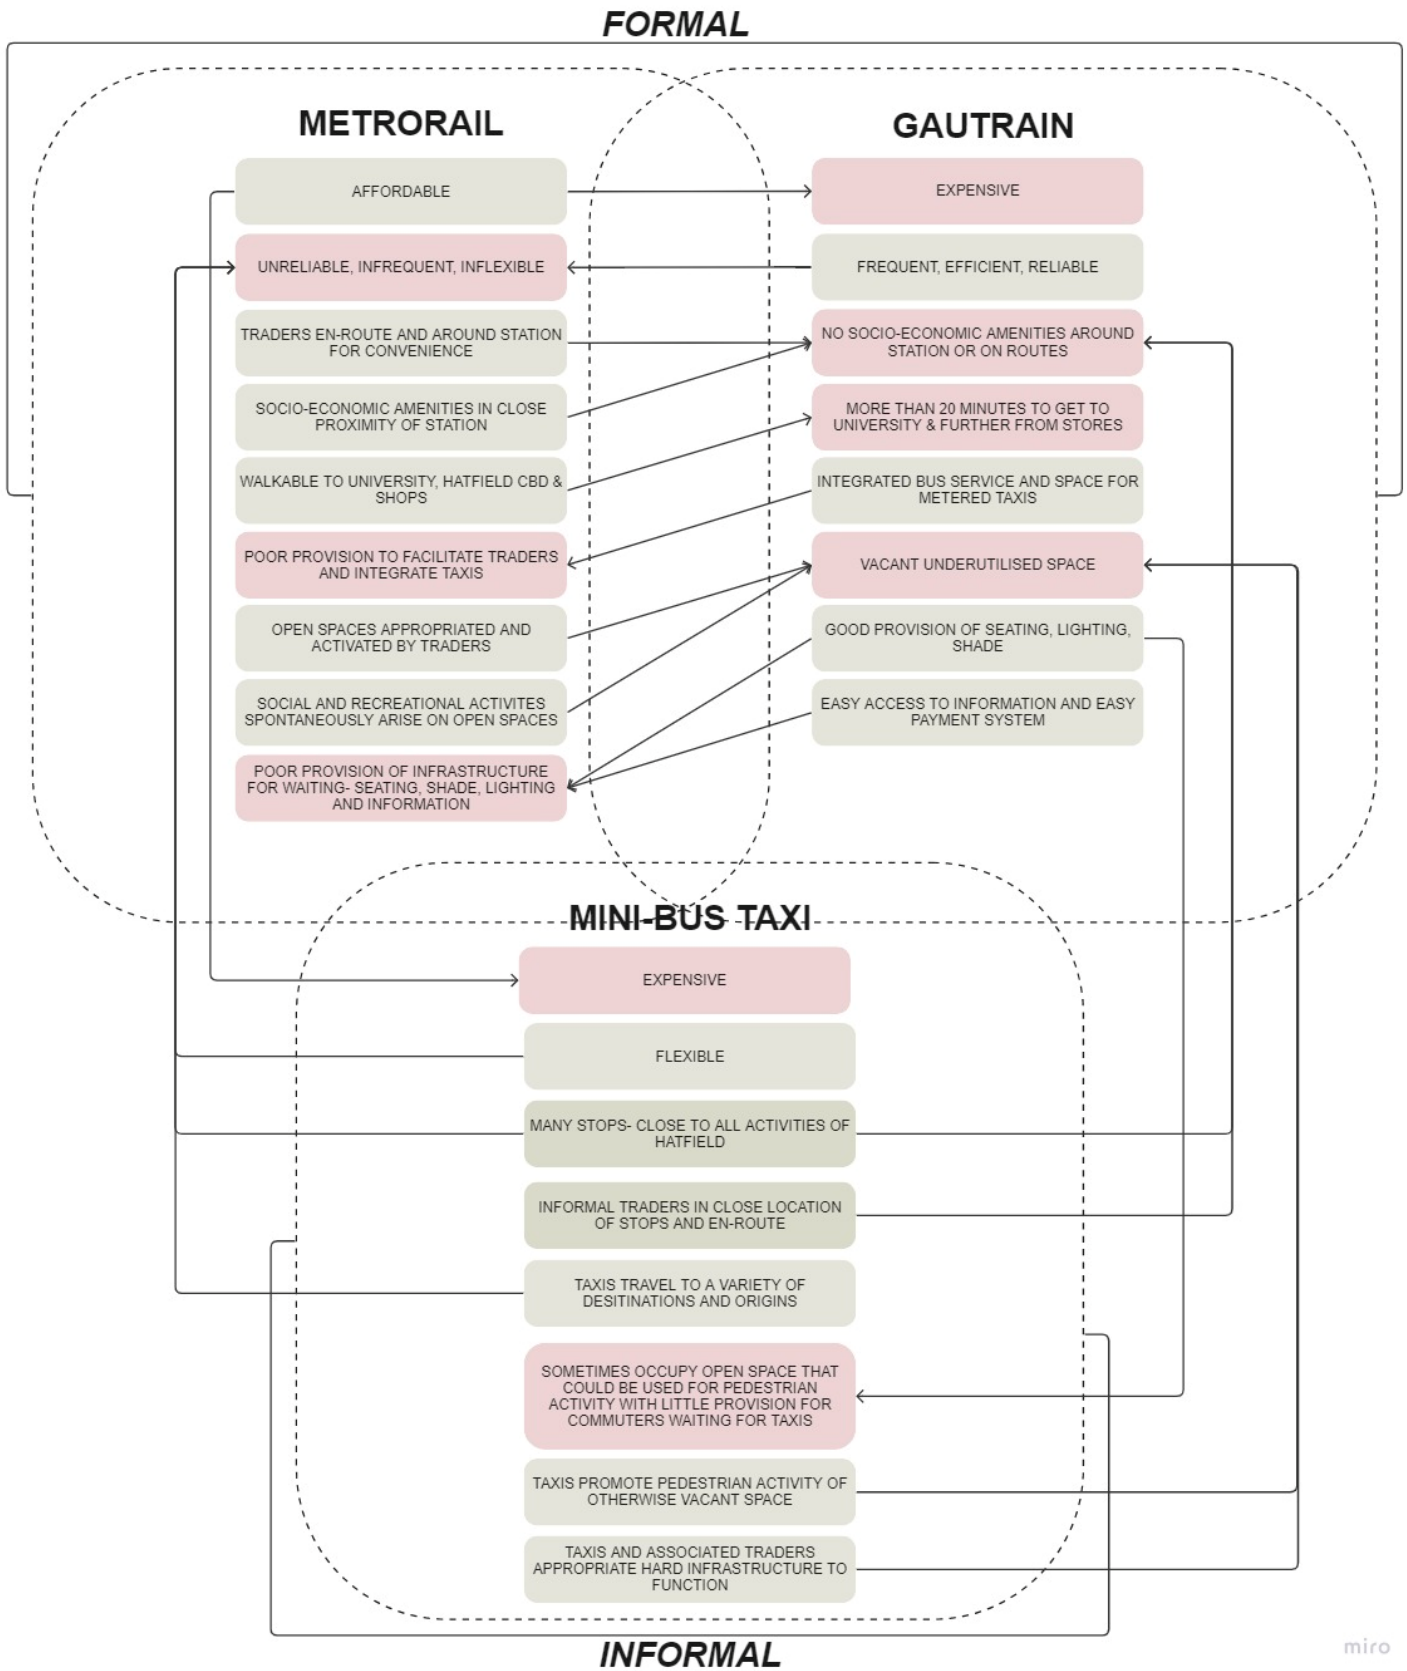 FORMAL
METRORAIL
AFFORDABLE
UNRELIABLE, INFREQUENT, INFLEXIBLE
TRADERS EN-ROUTE AND AROUND STATION
FOR CONVENIENCE
SOCIO-ECONOMIC AMENITIES IN CLOSE
PROXIMITY OF STATION
WALKABLE TO UNIVERSITY, HATFIELD CBD &
SHOPS
POOR PROVISION TO FACILITATE TRADERS
AND INTEGRATE TAXIS
OPEN SPACES APPROPRIATED AND
ACTIVATED BY TRADERS
SOCIAL AND RECREATIONAL ACTIVITES
SPONTANEOUSLY ARISE ON OPEN SPACES
POOR PROVISION OF INFRASTRUCTURE
FOR WAITING- SEATING, SHADE, LIGHTING
AND INFORMATION
GAUTRAIN
EXPENSIVE
FREQUENT, EFFICIENT, RELIABLE
NO SOCIO-ECONOMIC AMENITIES AROUND
STATION OR ON ROUTES
MORE THAN 20 MINUTES TO GET TO
UNIVERSITY & FURTHER FROM STORES
INTEGRATED BUS SERVICE AND SPACE FOR
METERED TAXIS
VACANT UNDERUTILISED SPACE
GOOD PROVISION OF SEATING, LIGHTING,
SHADE
EASY ACCESS TO INFORMATION AND EASY
PAYMENT SYSTEM
MINI-BUS TAXI
EXPENSIVE
FLEXIBLE
MANY STOPS- CLOSE TO ALL ACTIVITIES OF
HATFIELD
INFORMAL TRADERS IN CLOSE LOCATION
OF STOPS AND EN-ROUTE
TAXIS TRAVEL TO A VARIETY OF
DESITINATIONS AND ORIGINS
SOMETIMES OCCUPY OPEN SPACE THAT
COULD BE USED FOR PEDESTRIAN
ACTIVITY WITH LITTLE PROVISION FOR
COMMUTERS WAITING FOR TAXIS
TAXIS PROMOTE PEDESTRIAN ACTIVITY OF
OTHERWISE VACANT SPACE
TAXIS AND ASSOCIATED TRADERS
APPROPRIATE HARD INFRASTRUCTURE TO
FUNCTION
INFORMAL
miro